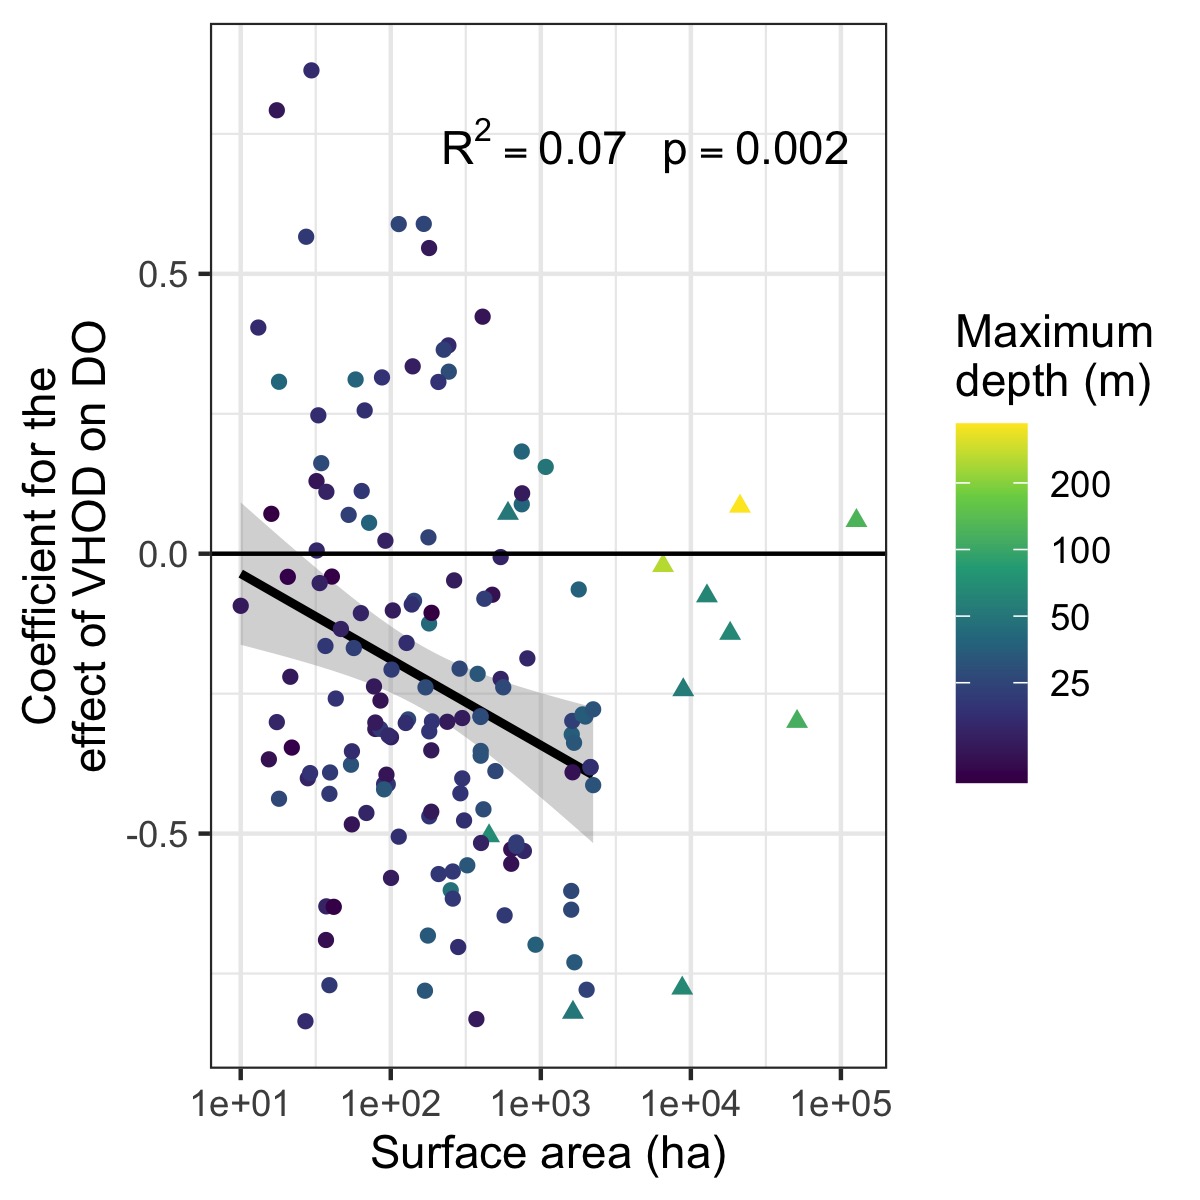 R² = 0.07 p = 0.002
0.5
0.0
-0.5
Coefficient for the
effect of VHOD on DO
1e+01 1e+02 1e+03 1e+04 1e+05
Surface area (ha)
Maximum
depth (m)
200
100
50
25